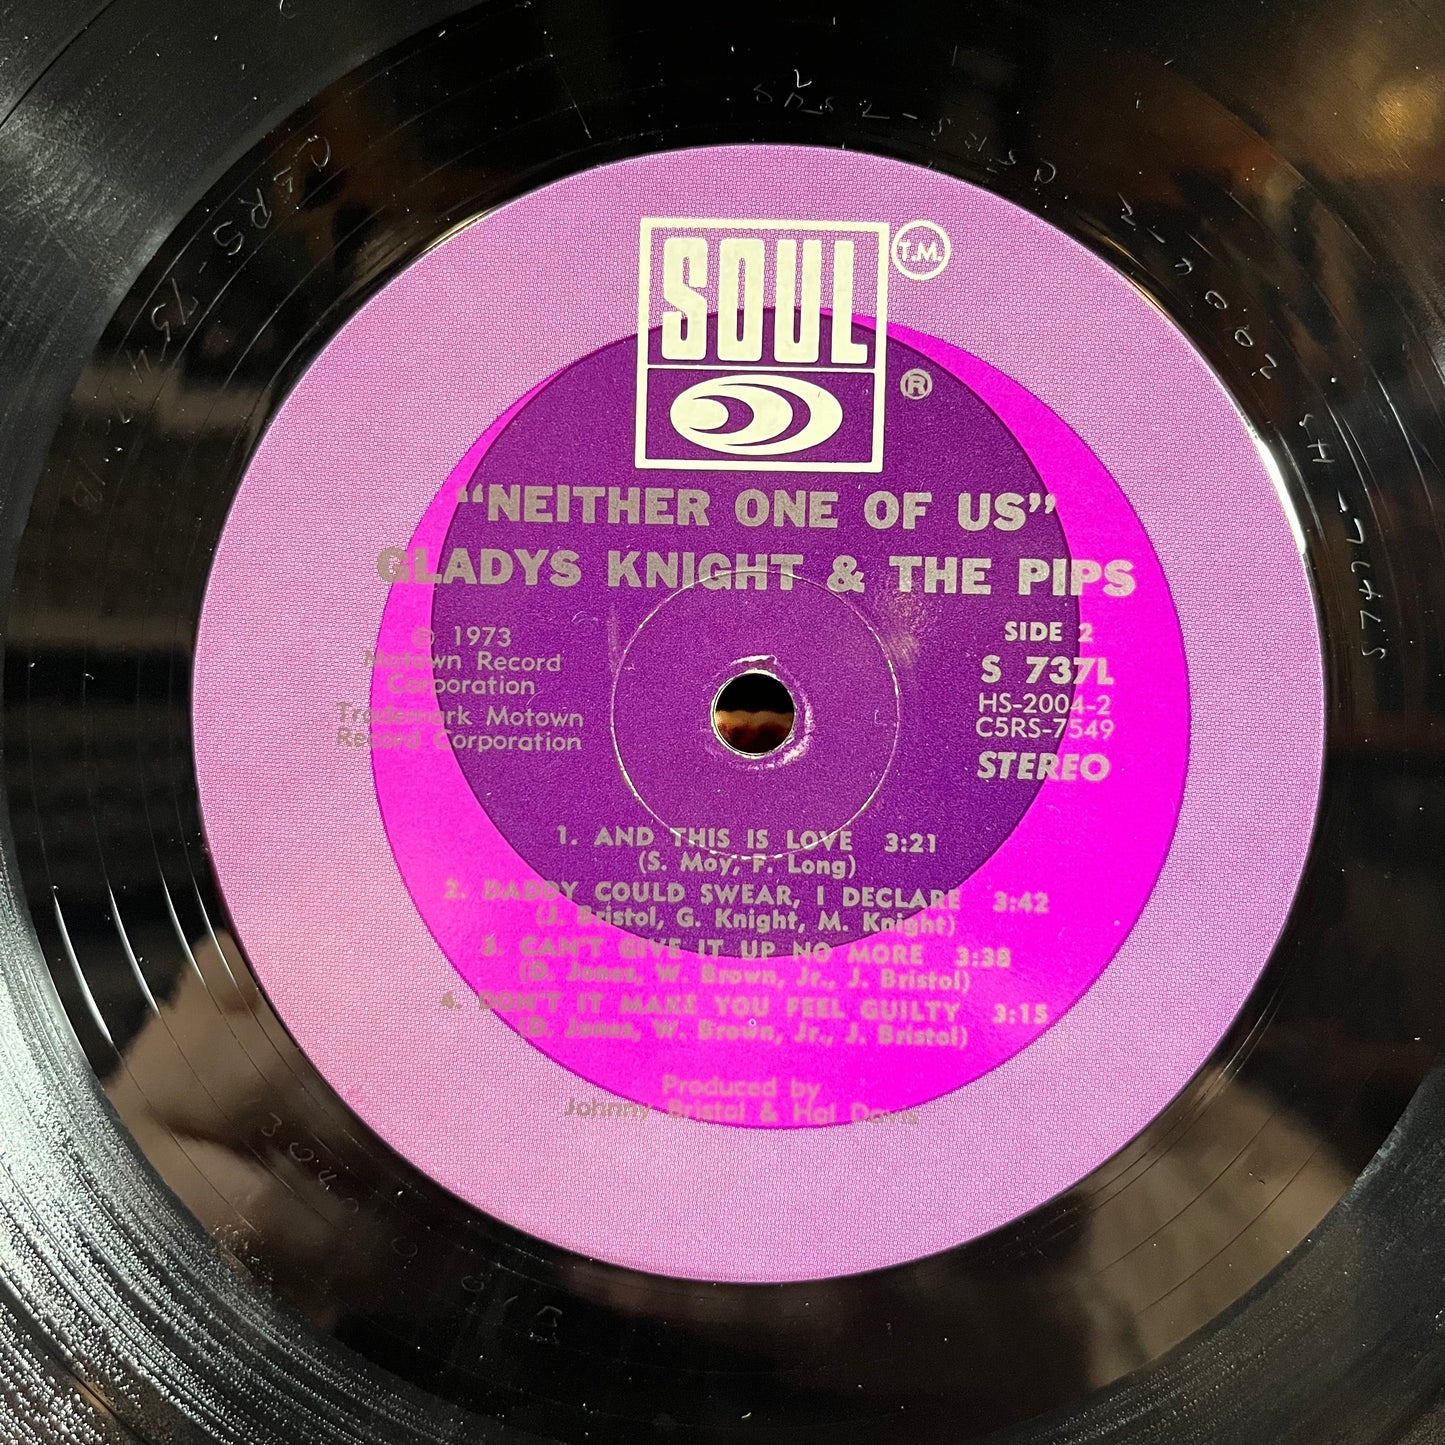 SOUL T.M.
®
"NEITHER ONE OF US"
GLADYS KNIGHT & THE PIPS
© 1973
Motown Record
Corporation
Trademark Motown
Record Corporation
SIDE 2
S 737L
HS-2004-2
C5RS-7549
STEREO
1. AND THIS IS LOVE 3:21
(S. Moy, F. Long)
2. DADDY COULD SWEAR, I DECLARE 3:42
(J. Bristol, G. Knight, M. Knight)
3. CAN'T GIVE IT UP NO MORE 3:38
(D. Jones, W. Brown, Jr., J. Bristol)
4. DON'T IT MAKE YOU FEEL GUILTY 3:15
(D. Jones, W. Brown, Jr., J. Bristol)
Produced by
Johnny Bristol & Hal Davis